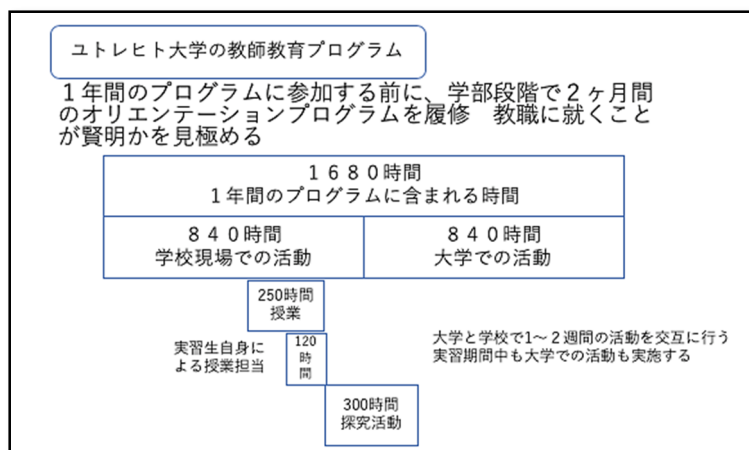 ユトレヒト大学の教師教育プログラム
１年間のプログラムに参加する前に、学部段階で２ヶ月間
のオリエンテーションプログラムを履修　教職に就くこと
が賢明かを見極める
１６８０時間
１年間のプログラムに含まれる時間
８４０時間
学校現場での活動
８４０時間
大学での活動
250時間
授業
実習生自身に
よる授業担当
120
時
間
大学と学校で1～２週間の活動を交互に行う
実習期間中も大学での活動も実施する
300時間
探究活動